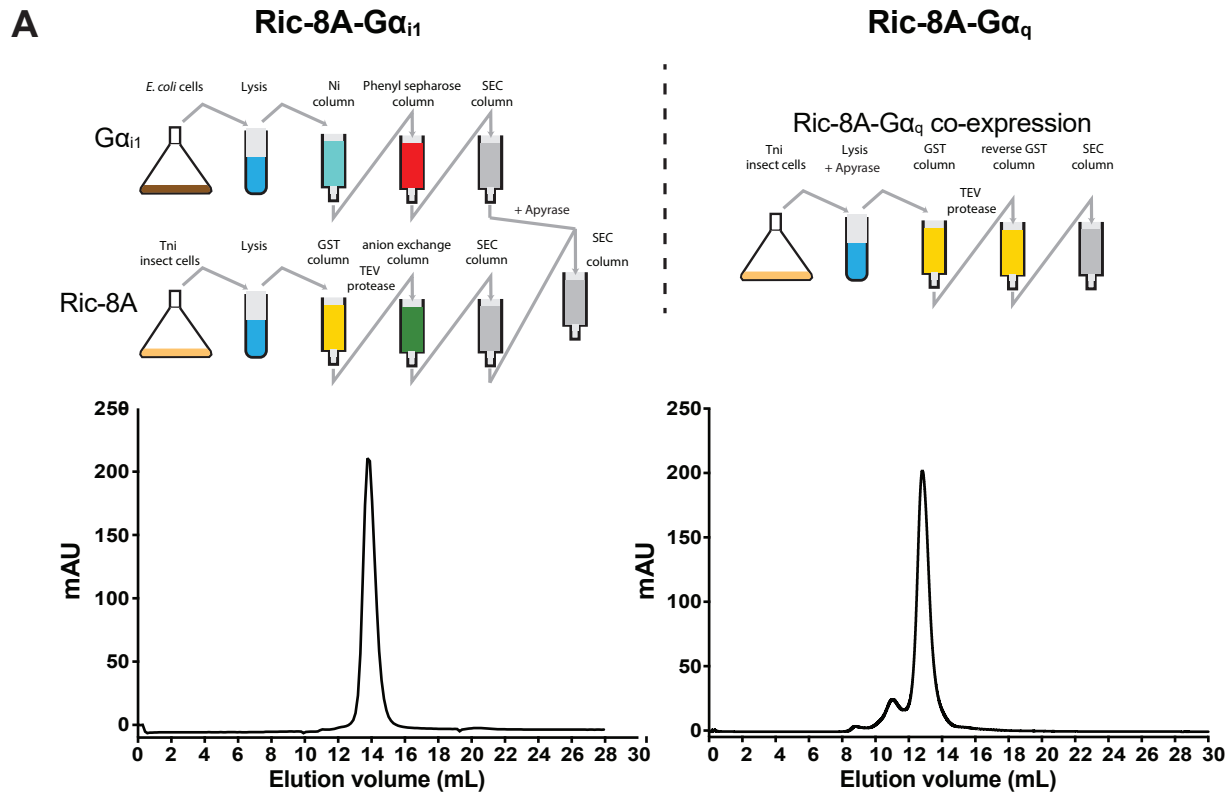 A
Ric-8A-Gαi1
Ric-8A-Gαq
E. coli cells
Lysis
Ni
column
Phenyl sepharose
column
SEC
column
Gαi1
+ Apyrase
Tni
insect cells
Lysis
GST
column
TEV
protease
anion exchange
column
SEC
column
SEC
column
Ric-8A
Ric-8A-Gαq co-expression
Tni
insect cells
Lysis
+ Apyrase
GST
column
TEV
protease
reverse GST
column
SEC
column
mAU
250
200
150
100
50
0
0 2 4 6 8 10 12 14 16 18 20 22 24 26 28 30
Elution volume (mL)
mAU
250
200
150
100
50
0
0 2 4 6 8 10 12 14 16 18 20 22 24 26 28 30
Elution volume (mL)